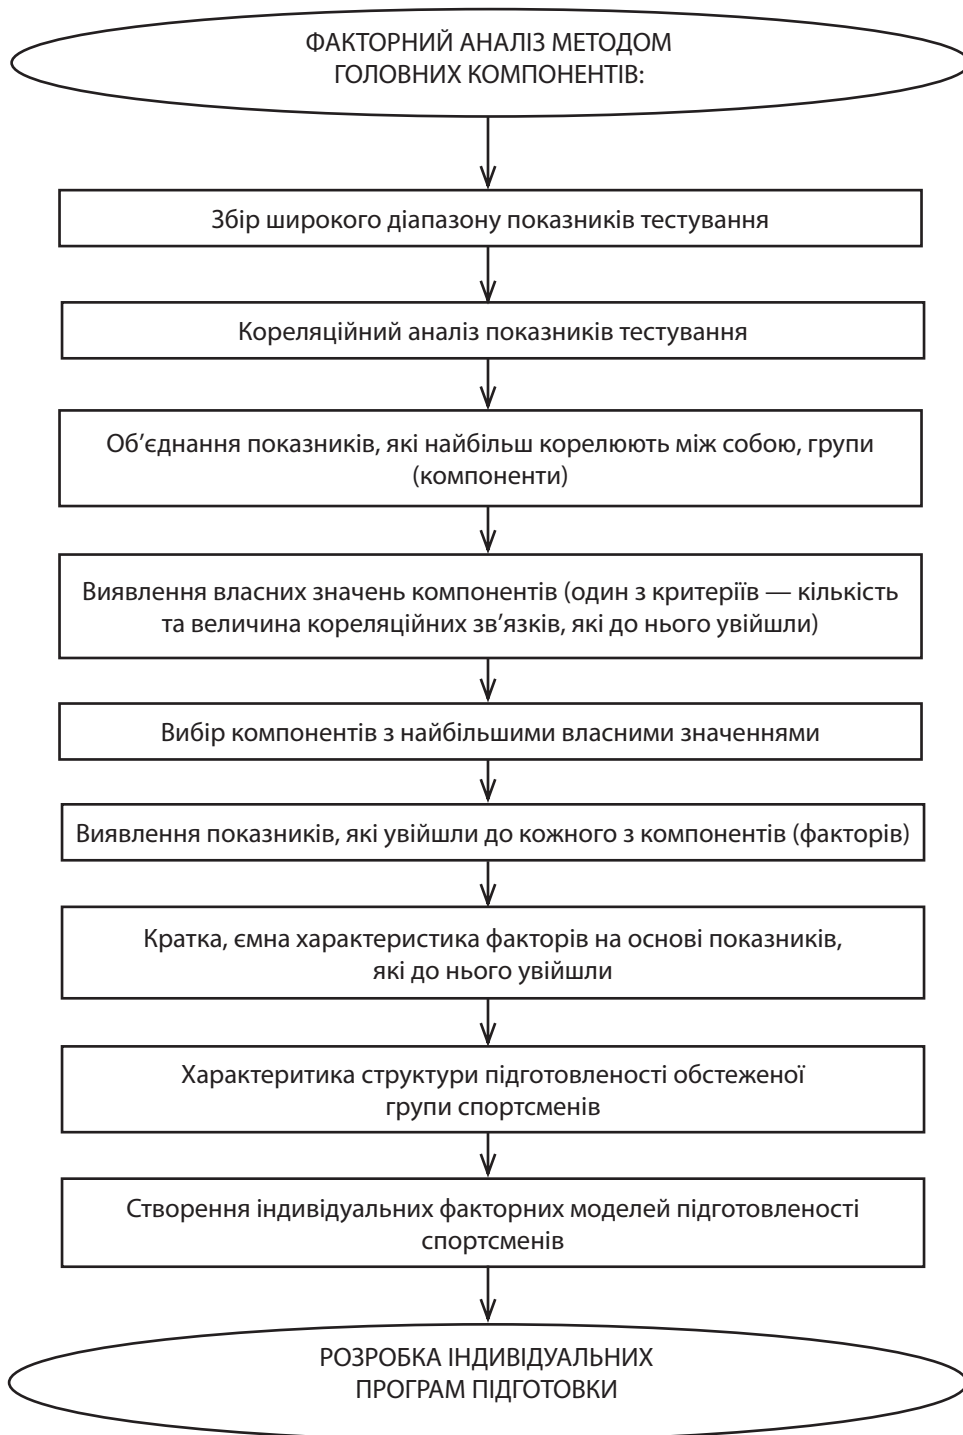 ФАКТОРНИЙ АНАЛІЗ МЕТОДОМ
ГОЛОВНИХ КОМПОНЕНТІВ:
Збір широкого діапазону показників тестування
Кореляційний аналіз показників тестування
Об’єднання показників, які найбільш корелюють між собою, групи
(компоненти)
Виявлення власних значень компонентів (один з критеріїв — кількість
та величина кореляційних зв’язків, які до нього увійшли)
Вибір компонентів з найбільшими власними значеннями
Виявлення показників, які увійшли до кожного з компонентів (факторів)
Кратка, ємна характеристика факторів на основі показників,
які до нього увійшли
Характеритика структури підготовленості обстеженої
групи спортсменів
Створення індивідуальних факторних моделей підготовленості
спортсменів
РОЗРОБКА ІНДИВІДУАЛЬНИХ
ПРОГРАМ ПІДГОТОВКИ